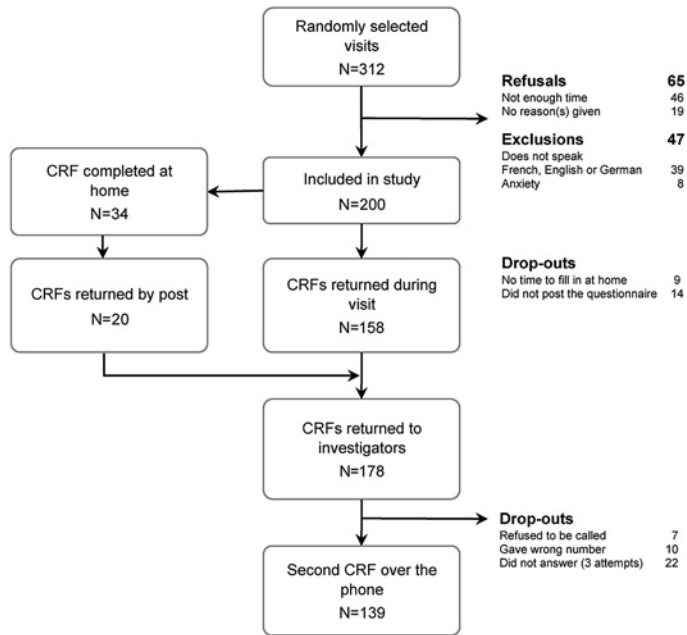 Randomly selected
visits
N=312
Refusals 65
Not enough time 46
No reason(s) given 19
Exclusions 47
Does not speak
French, English or German 39
Anxiety 8
CRF completed at
home
N=34
Included in study
N=200
CRFs returned by post
N=20
CRFs returned during
visit
N=158
Drop-outs
No time to fill in at home 9
Did not post the questionnaire 14
CRFs returned to
investigators
N=178
Drop-outs
Refused to be called 7
Gave wrong number 10
Did not answer (3 attempts) 22
Second CRF over the
phone
N=139